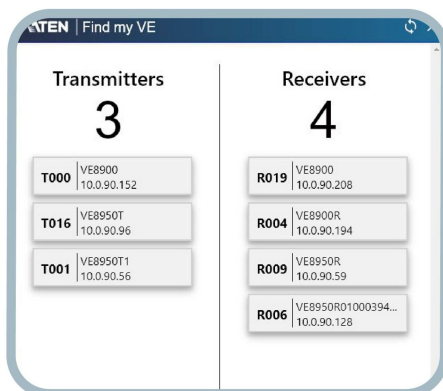 ATEN | Find my VE
Transmitters
3
T000 VE8900
10.0.90.152
T016 VE8950T
10.0.90.96
T001 VE8950T1
10.0.90.56
Receivers
4
R019 VE8900
10.0.90.208
R004 VE8900R
10.0.90.194
R009 VE8950R
10.0.90.59
R006 VE8950R01000394...
10.0.90.128